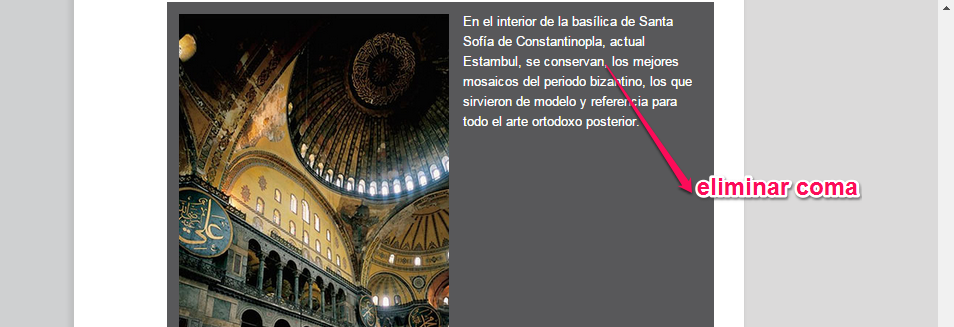 En el interior de la basílica de Santa
Sofía de Constantinopla, actual
Estambul, se conservan, los mejores
mosaicos del periodo bizantino, los que
sirvieron de modelo y referencia para
todo el arte ortodoxo posterior.
eliminar coma